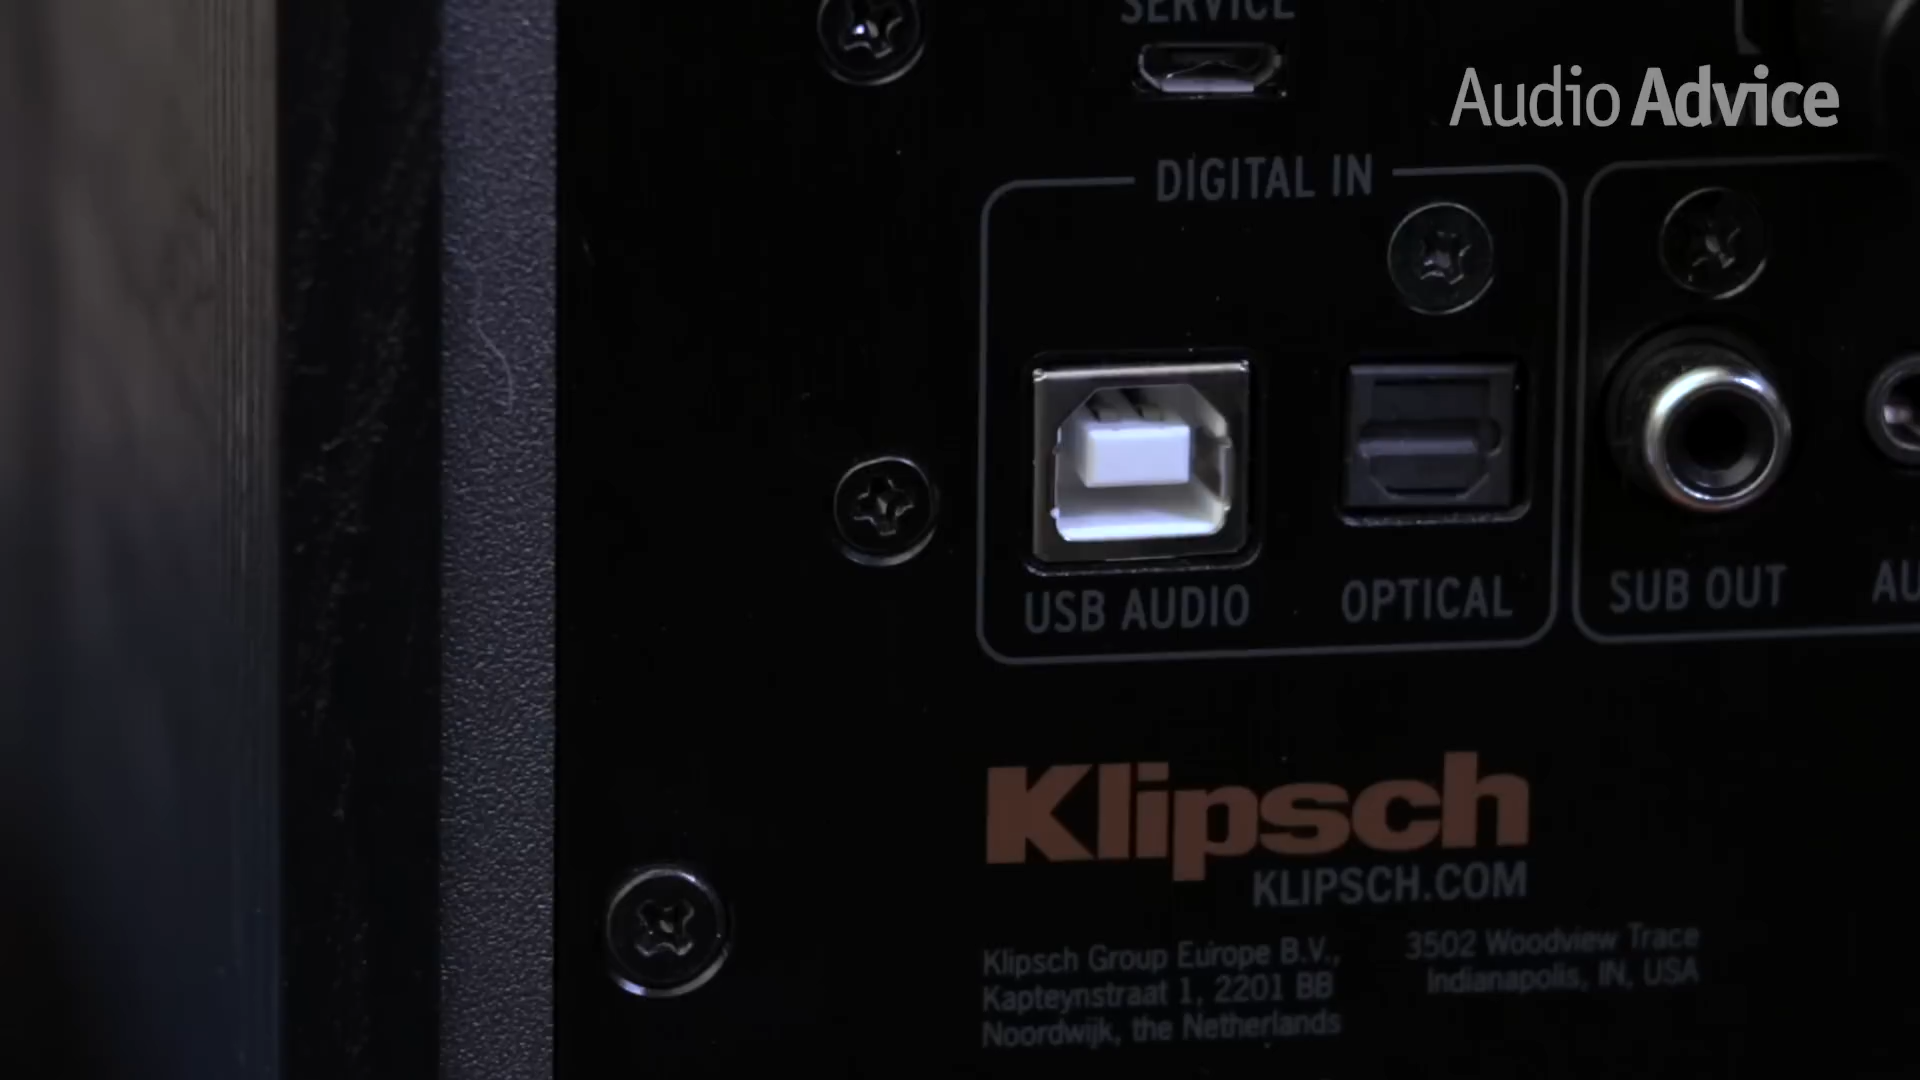 SERVICE
Audio Advice
DIGITAL IN
USB AUDIO
OPTICAL
SUB OUT
Klipsch
KLIPSCH.COM
Klipsch Group Europe B.V.,
Kapteynstraat 1, 2201 BB
Noordwijk, the Netherlands
3502 Woodview Trace
Indianapolis, IN, USA